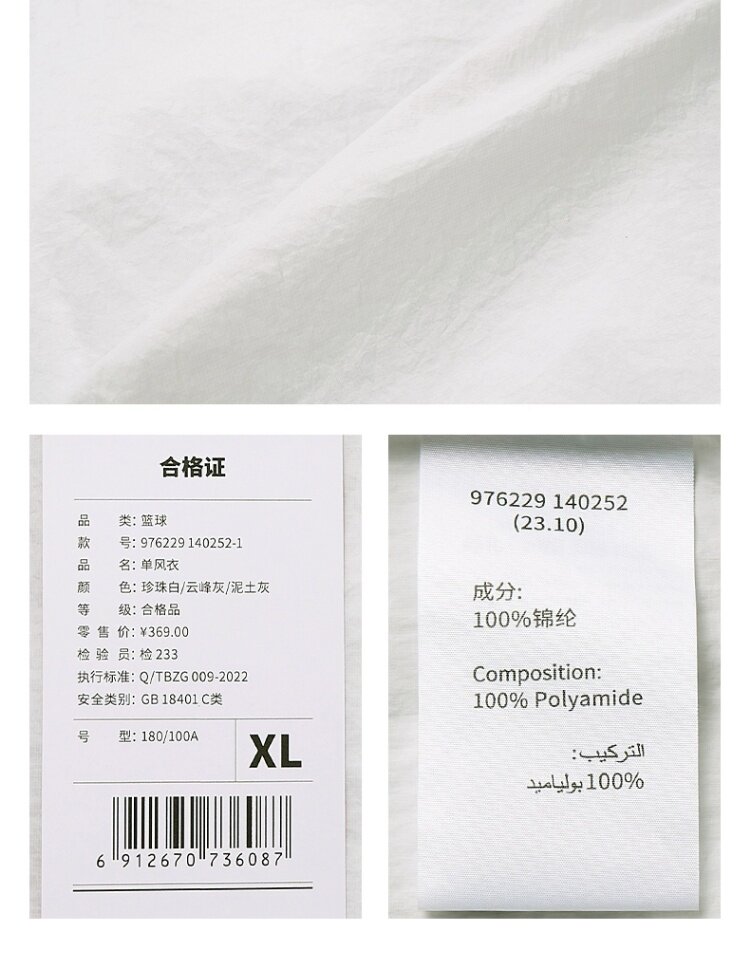 合格证
品 类: 篮球
款 号: 976229 140252-1
品 名: 单风衣
颜 色: 珍珠白/云峰灰/泥土灰
等 级: 合格品
零 售 价: ¥369.00
检 验 员: 检 233
执行标准: Q/TBZG 009-2022
安全类别: GB 18401 C类
号 型: 180/100A
XL
6 912670 736087
976229 140252
(23.10)
成分:
100%锦纶
Composition:
100% Polyamide
التركيب:
100%بولياميد